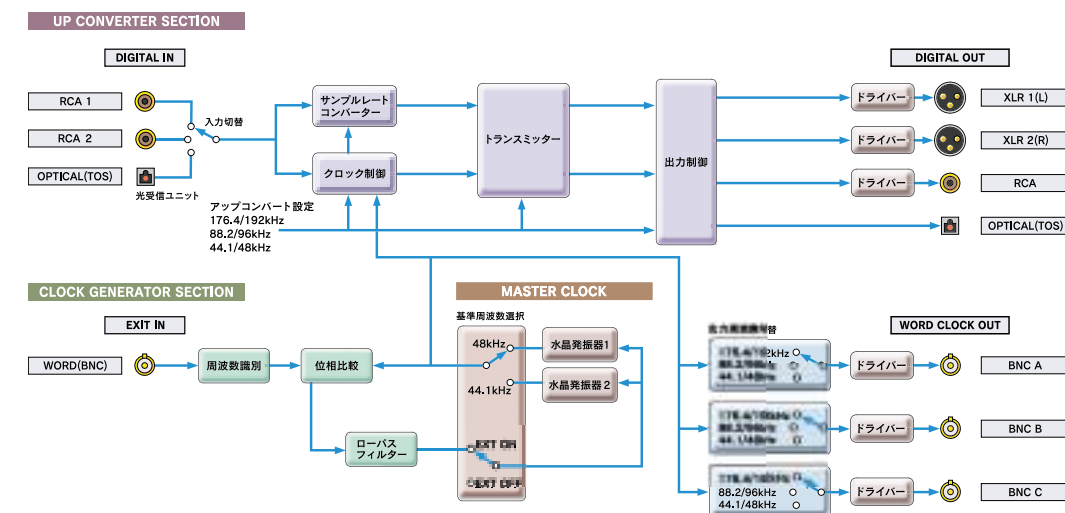 UP CONVERTER SECTION
DIGITAL IN
DIGITAL OUT
RCA 1
RCA 2
OPTICAL(TOS)
入力切替
光受信ユニット
サンプルレート
コンバーター
クロック制御
トランスミッター
出力制御
ドライバー
XLR 1(L)
ドライバー
XLR 2(R)
ドライバー
RCA
OPTICAL(TOS)
アップコンバート設定
176.4/192kHz
88.2/96kHz
44.1/48kHz
CLOCK GENERATOR SECTION
MASTER CLOCK
EXIT IN
WORD(BNC)
周波数識別
位相比較
ローパス
フィルター
基準周波数選択
48kHz
44.1kHz
水晶発振器1
水晶発振器2
替
WORD CLOCK OUT
ドライバー
BNC A
ドライバー
BNC B
88.2/96kHz
44.1/48kHz
ドライバー
BNC C